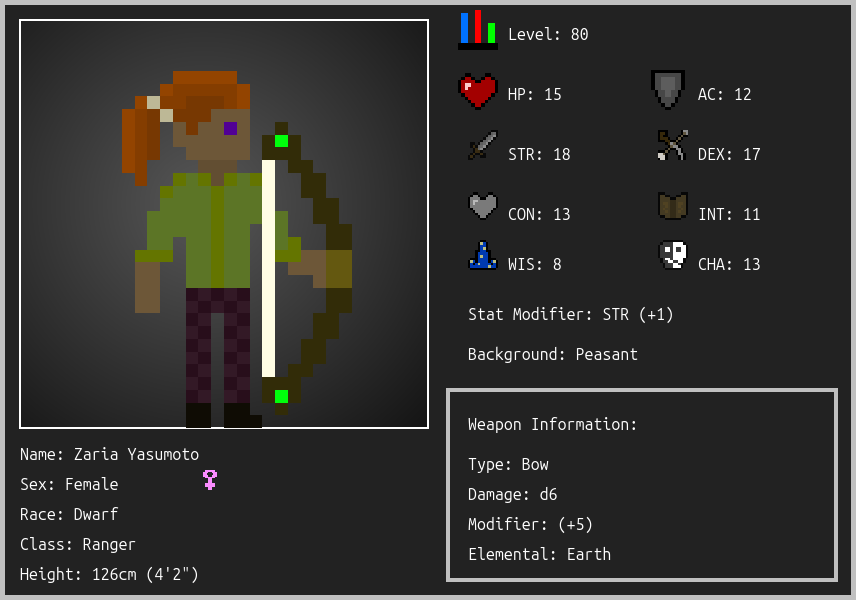 Level: 80
HP: 15
AC: 12
STR: 18
DEX: 17
CON: 13
INT: 11
WIS: 8
CHA: 13
Stat Modifier: STR (+1)
Background: Peasant
Weapon Information:
Type: Bow
Damage: d6
Modifier: (+5)
Elemental: Earth
Name: Zaria Yasumoto
Sex: Female
Race: Dwarf
Class: Ranger
Height: 126cm (4'2")